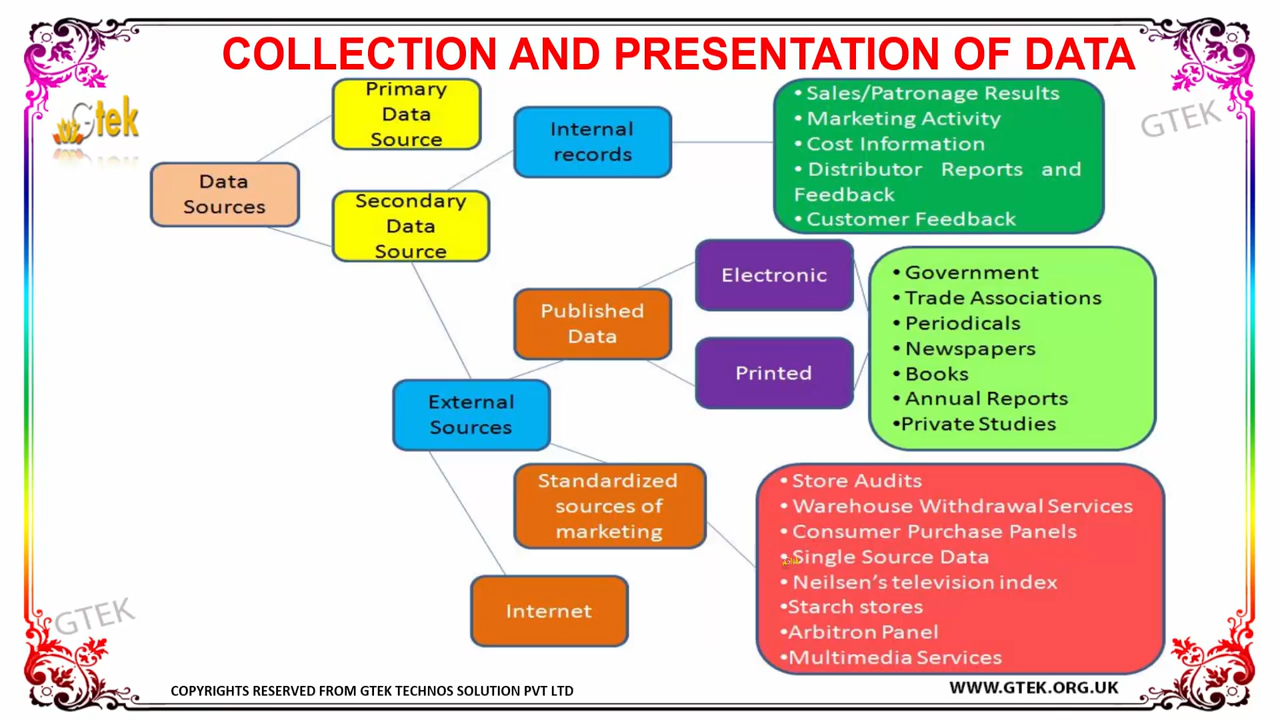 COLLECTION AND PRESENTATION OF DATA
Gtek
GTEK
Data
Sources
Primary
Data
Source
Secondary
Data
Source
Internal
records
• Sales/Patronage Results
• Marketing Activity
• Cost Information
• Distributor Reports and
Feedback
• Customer Feedback
External
Sources
Published
Data
Electronic
Printed
• Government
• Trade Associations
• Periodicals
• Newspapers
• Books
• Annual Reports
•Private Studies
Standardized
sources of
marketing
• Store Audits
• Warehouse Withdrawal Services
• Consumer Purchase Panels
• Single Source Data
• Neilsen's television index
•Starch stores
•Arbitron Panel
•Multimedia Services
Internet
GTEK
COPYRIGHTS RESERVED FROM GTEK TECHNOS SOLUTION PVT LTD
WWW.GTEK.ORG.UK